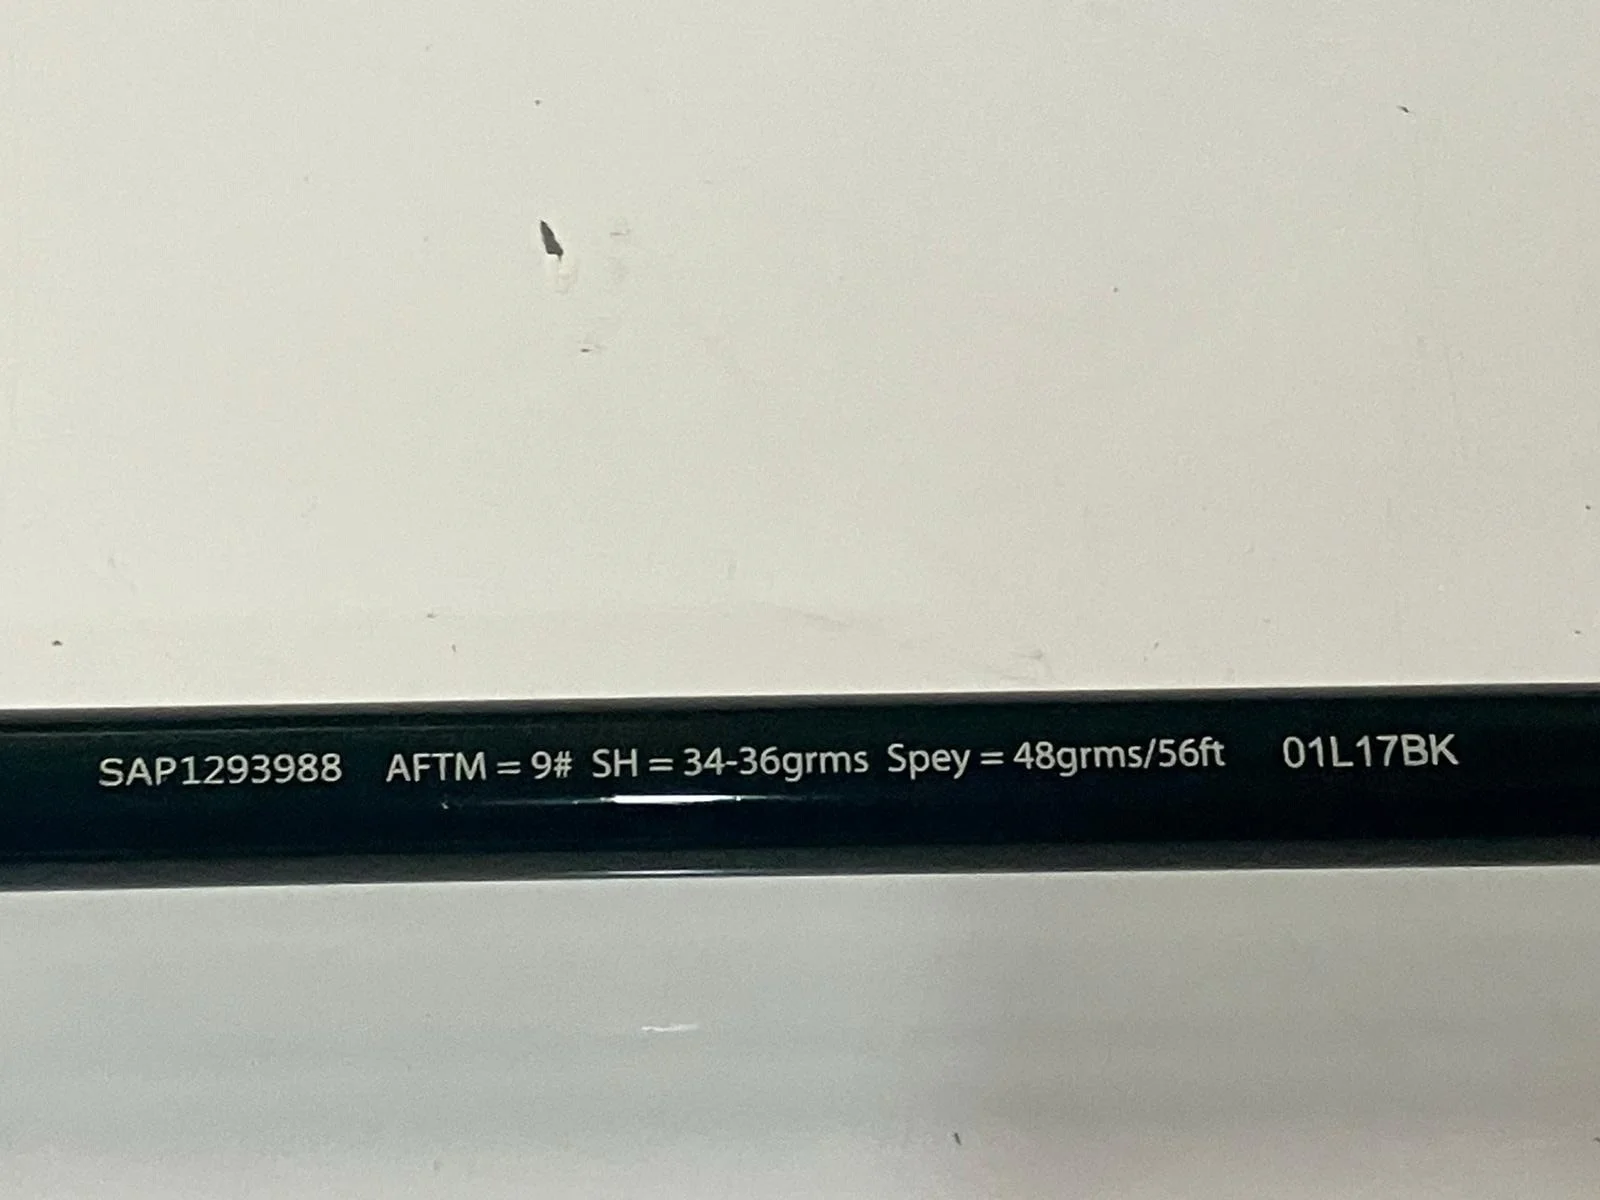 SAP1293988 AFTM = 9# SH = 34-36grms Spey = 48grms/56ft 01L17BK